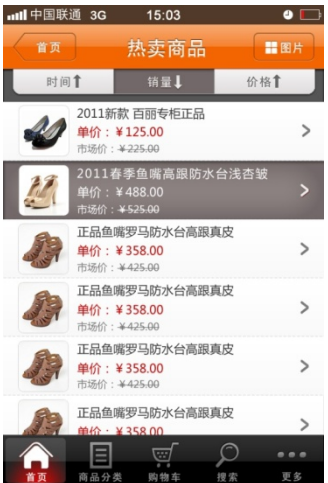 中国联通 3G 15:03
首页 热卖商品 图片
时间 销量 价格
2011新款 百丽专柜正品
单价：￥125.00
市场价：￥225.00
2011春季鱼嘴高跟防水台浅杏皱
单价：￥488.00
市场价：￥525.00
正品鱼嘴罗马防水台高跟真皮
单价：￥358.00
市场价：￥425.00
正品鱼嘴罗马防水台高跟真皮
单价：￥358.00
市场价：￥425.00
正品鱼嘴罗马防水台高跟真皮
单价：￥358.00
市场价：￥425.00
正品鱼嘴罗马防水台高跟真皮
单价：￥358.00
首页 商品分类 购物车 搜索 更多